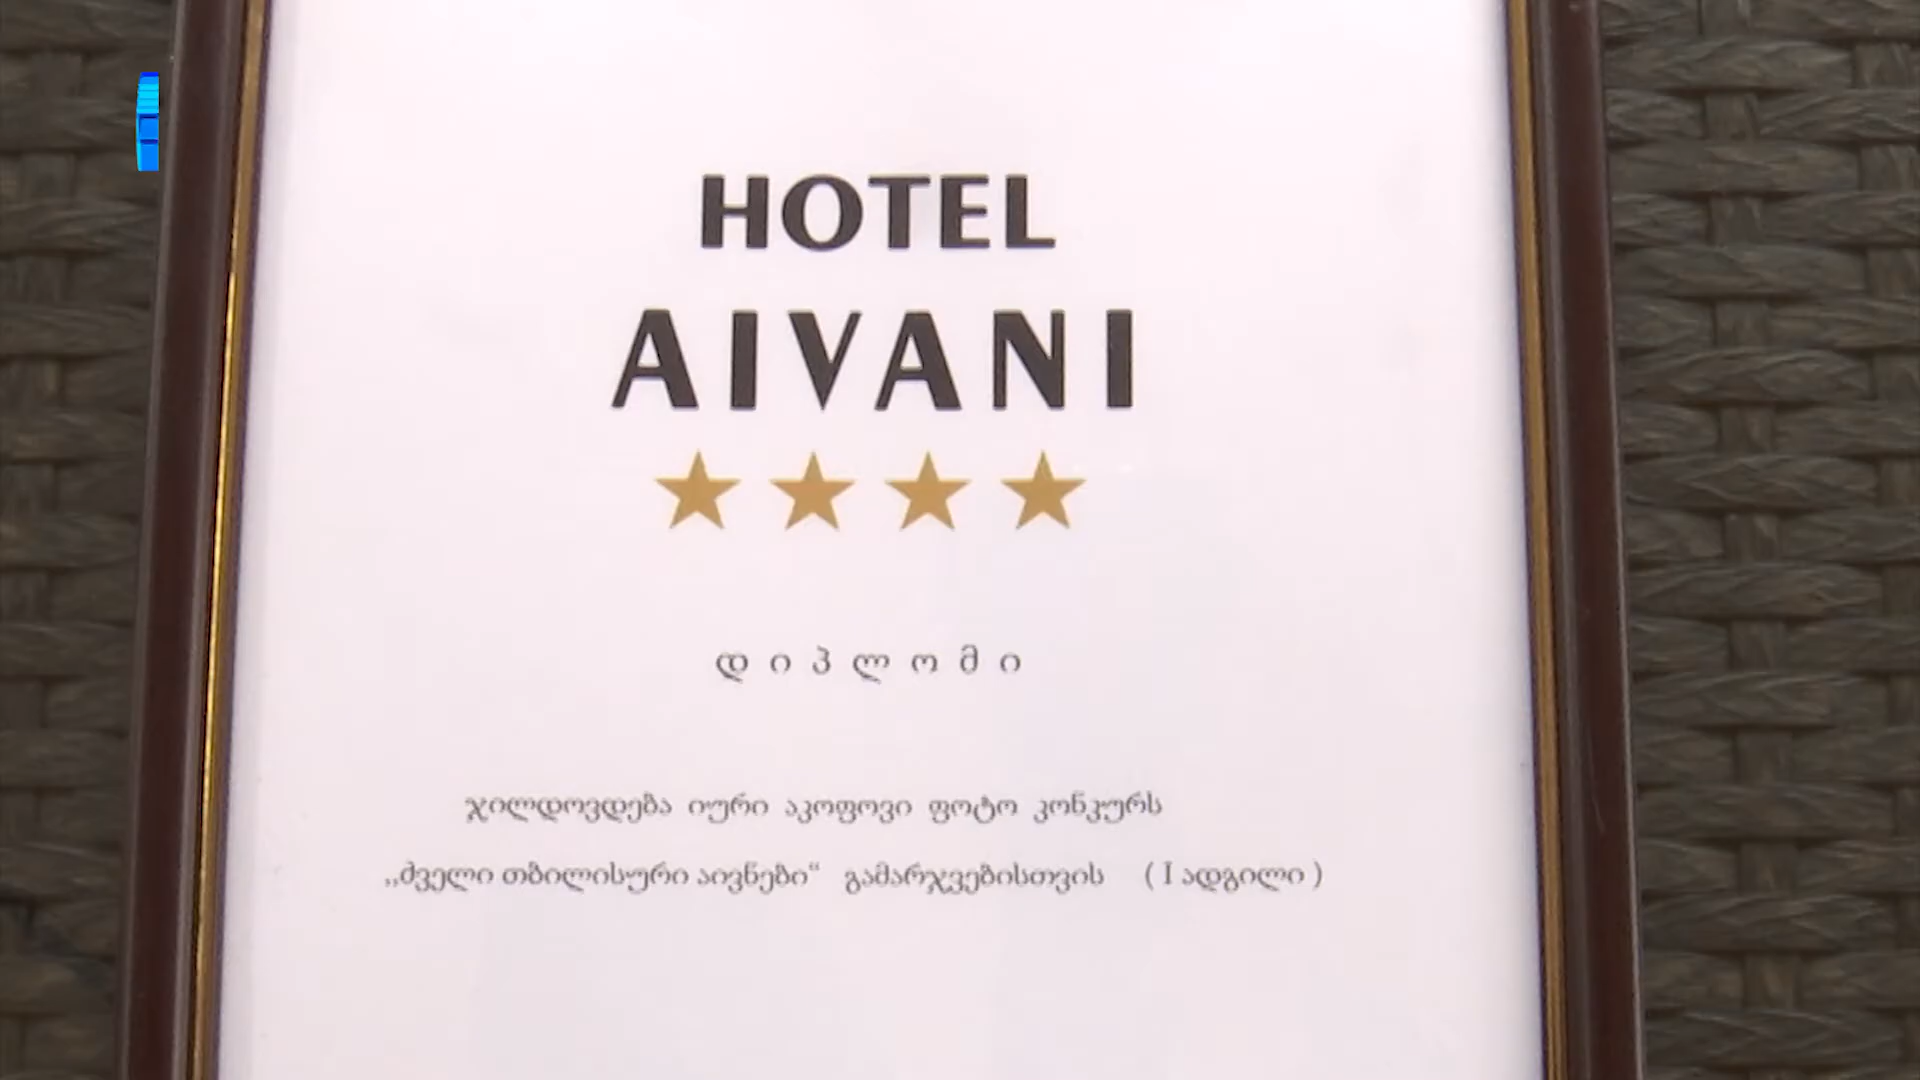 HOTEL
AIVANI
დ ი პ ლ ო მ ი
ჯილდოვდება იური აკოფოვი ფოტო კონკურს
,,ძველი თბილისური აივნები“ გამარჯვებისთვის ( I ადგილი )